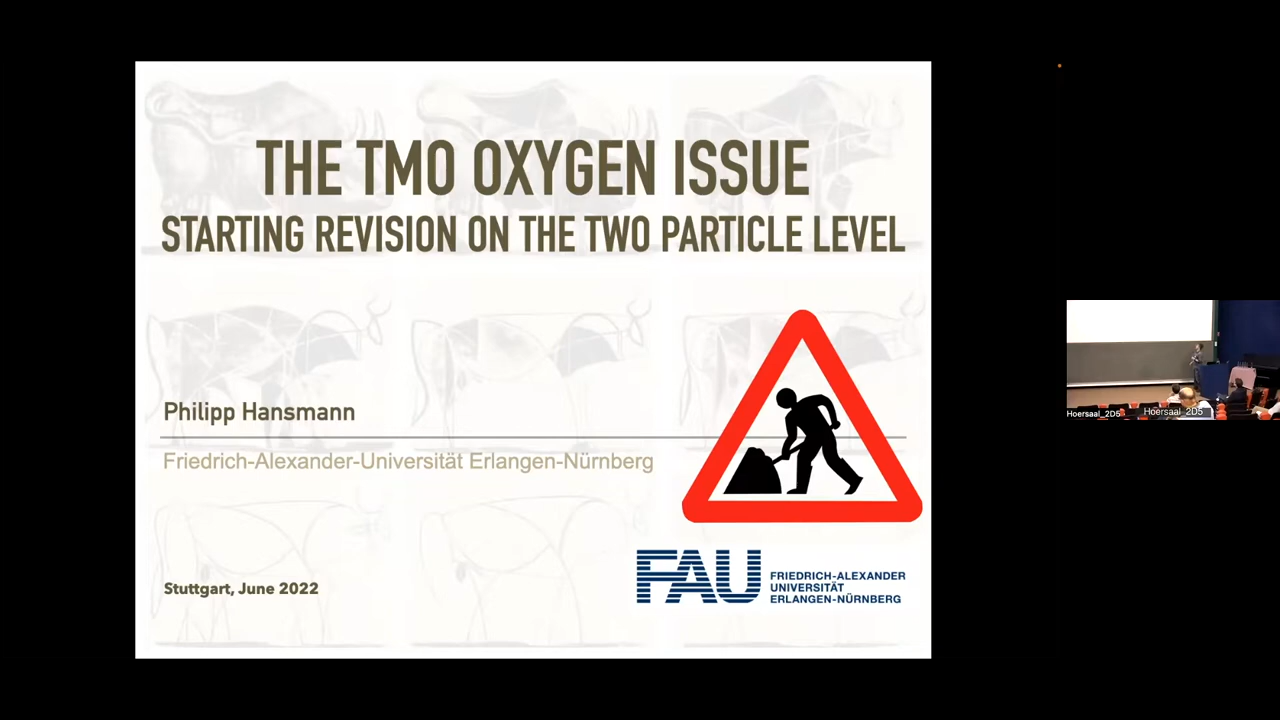 THE TMO OXYGEN ISSUE
STARTING REVISION ON THE TWO PARTICLE LEVEL
Philipp Hansmann
Friedrich-Alexander-Universität Erlangen-Nürnberg
Stuttgart, June 2022
FAU
FRIEDRICH-ALEXANDER
UNIVERSITÄT
ERLANGEN-NÜRNBERG
Hoersaal_2D5
Hoersaal_2D5